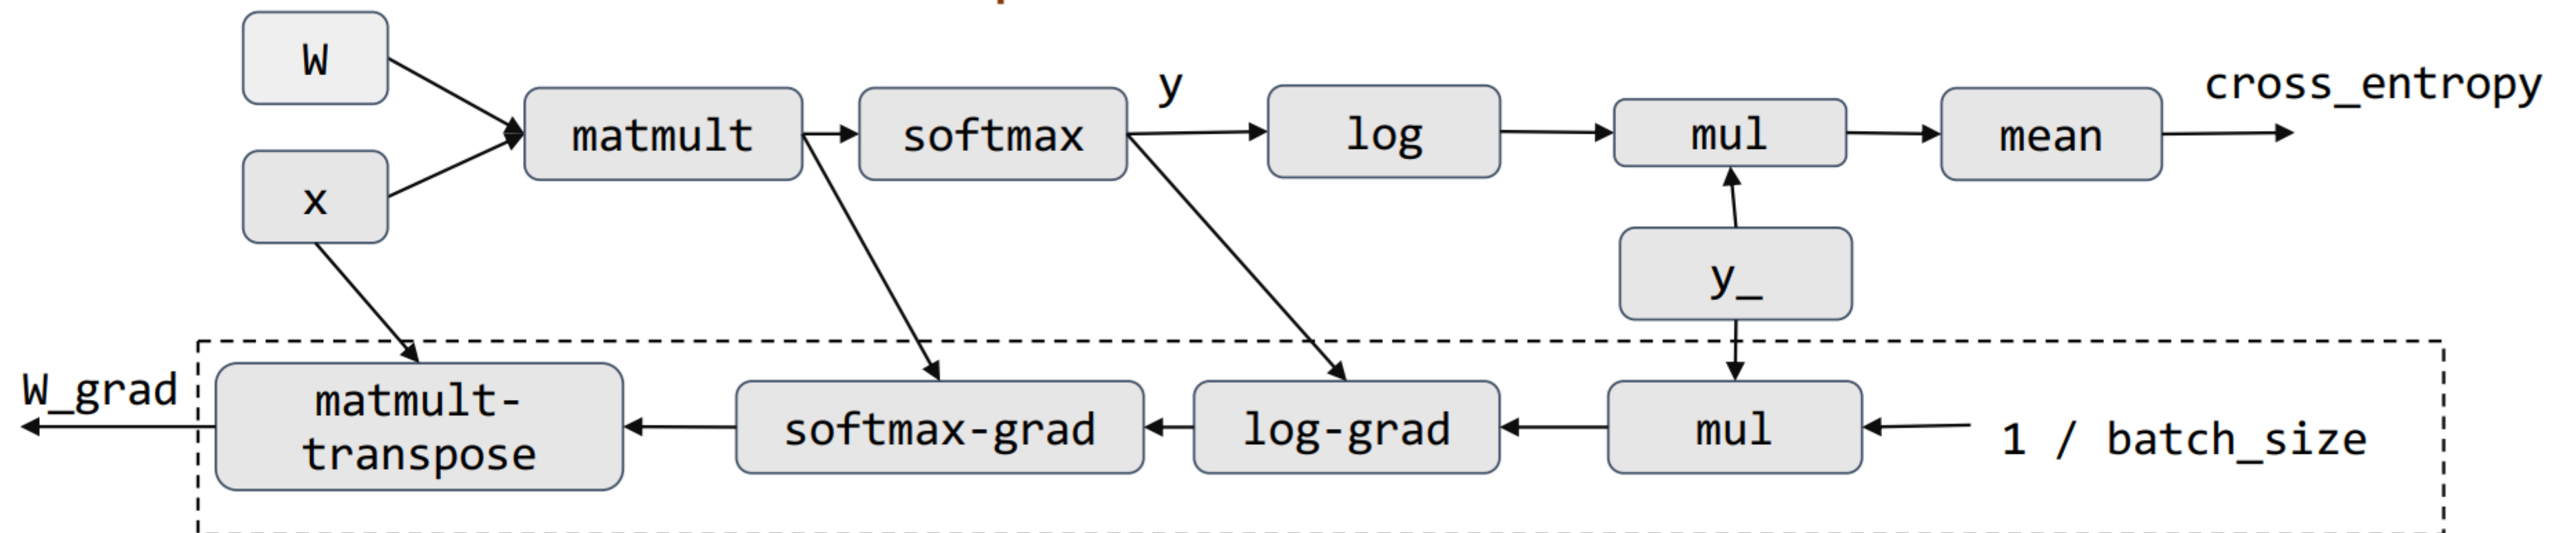 W
y
cross_entropy
matmult
softmax
log
mul
mean
x
y_
W_grad
matmult-
transpose
softmax-grad
log-grad
mul
1 / batch_size